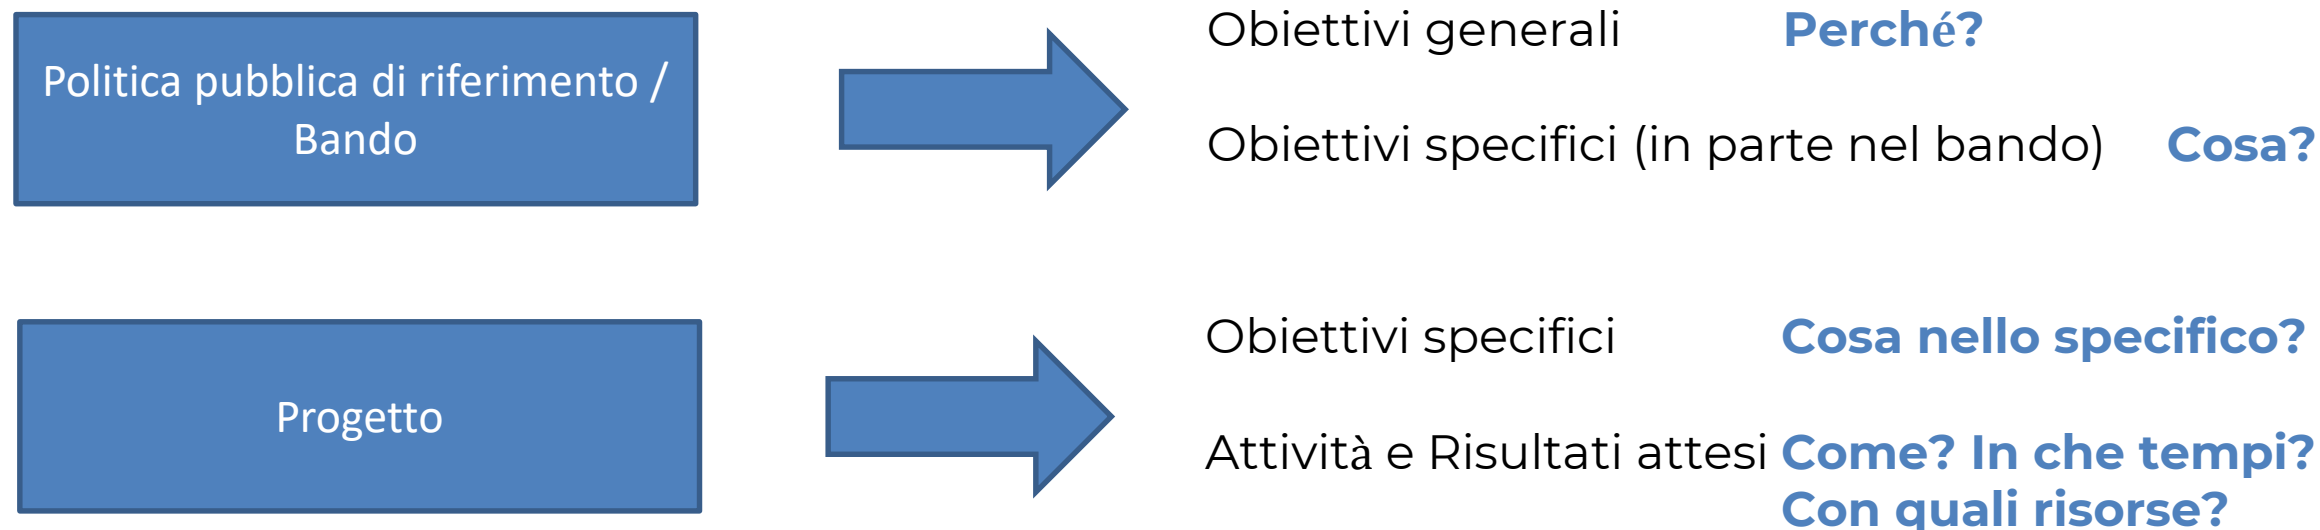 Politica pubblica di riferimento /
Bando
Obiettivi generali Perché?
Obiettivi specifici (in parte nel bando) Cosa?
Progetto
Obiettivi specifici Cosa nello specifico?
Attività e Risultati attesi Come? In che tempi?
Con quali risorse?